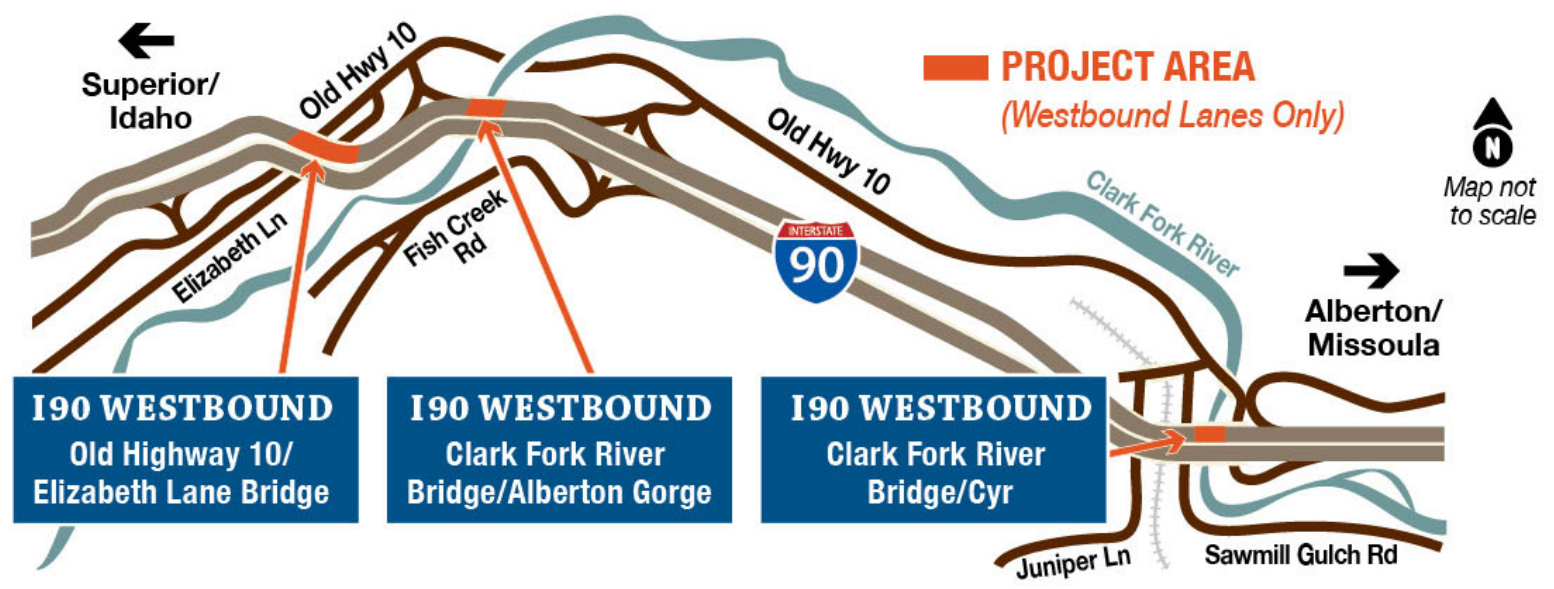 Superior/
Idaho
Old Hwy 10
PROJECT AREA
(Westbound Lanes Only)
N
Map not
to scale
Old Hwy 10
Clark Fork River
Elizabeth Ln
Fish Creek
Rd
INTERSTATE
90
Alberton/
Missoula
I90 WESTBOUND
Old Highway 10/
Elizabeth Lane Bridge
I90 WESTBOUND
Clark Fork River
Bridge/Alberton Gorge
I90 WESTBOUND
Clark Fork River
Bridge/Cyr
Juniper Ln
Sawmill Gulch Rd